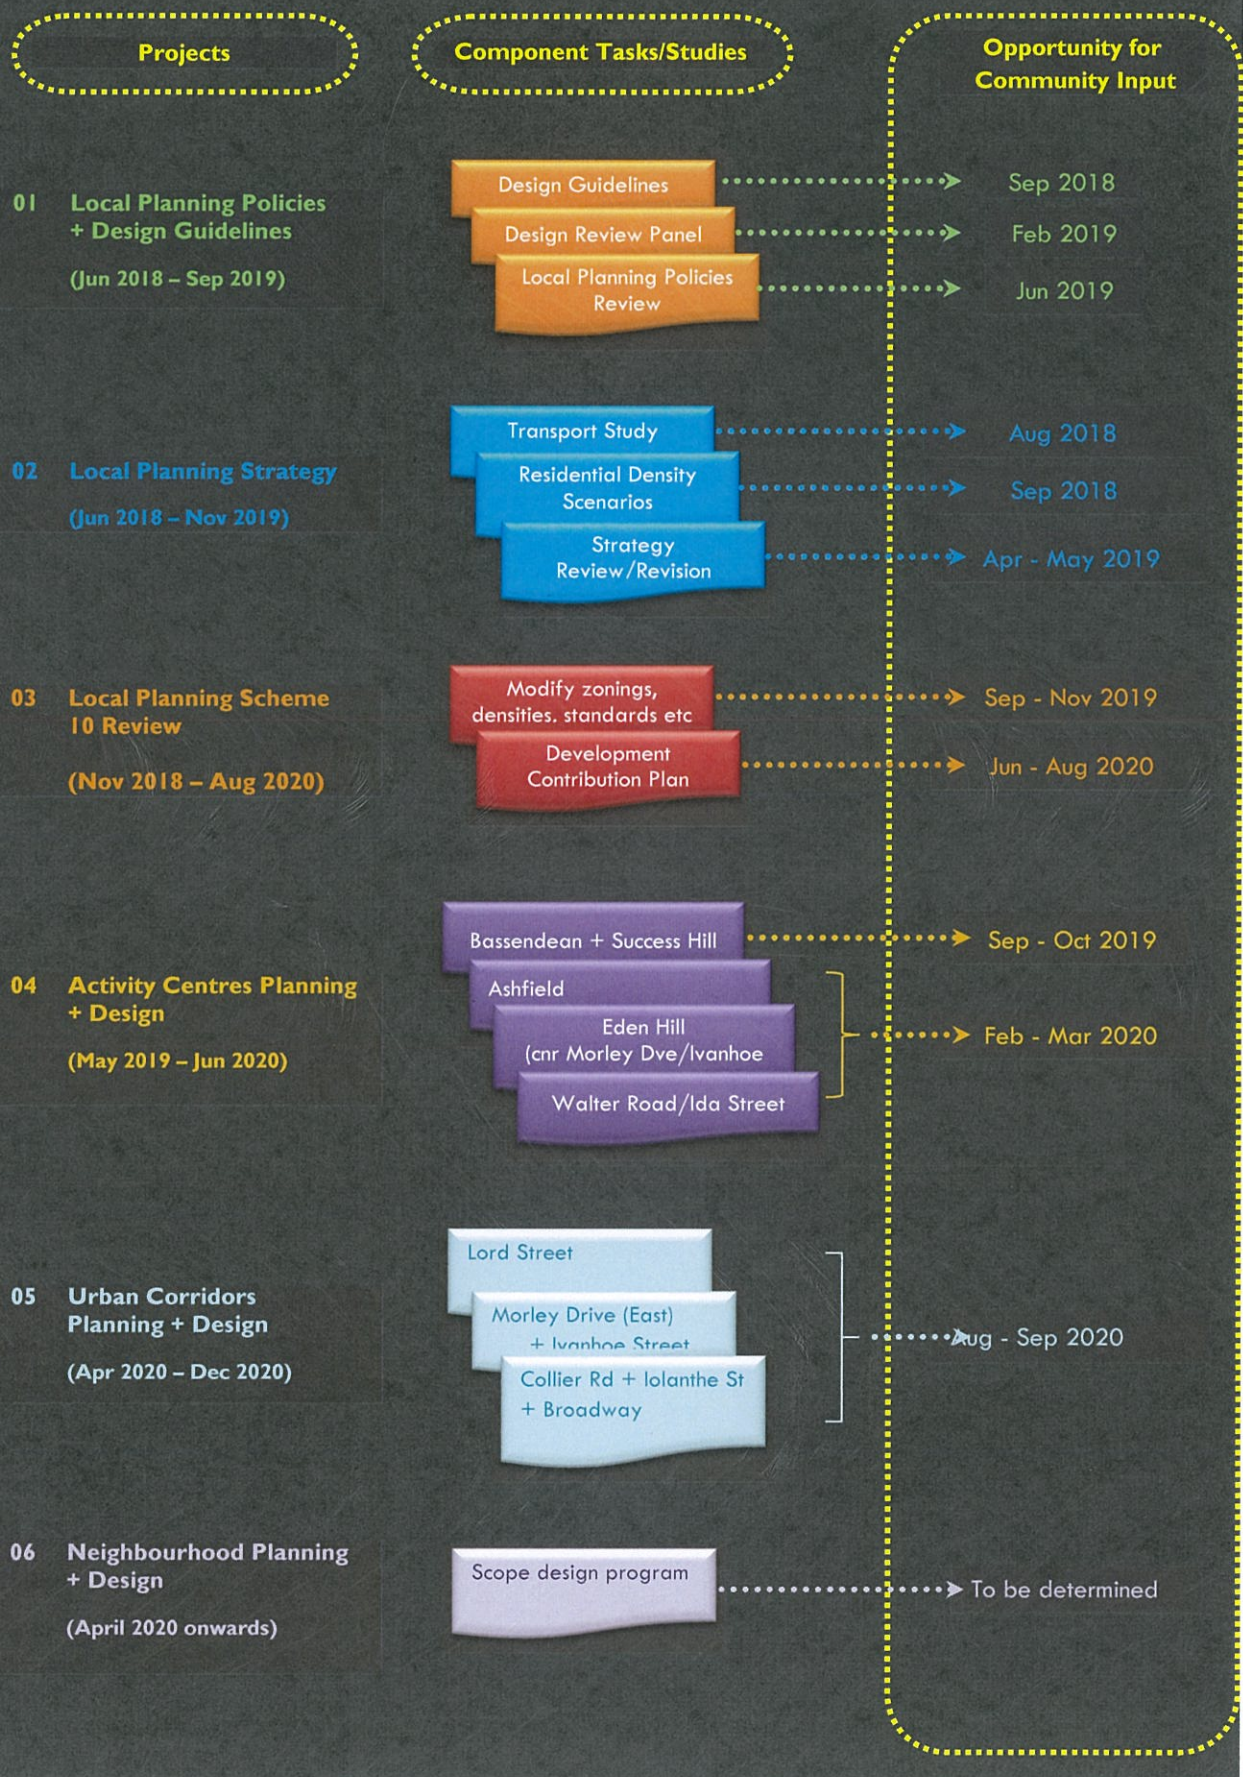 Projects
Component Tasks/Studies
Opportunity for
Community Input
01 Local Planning Policies
+ Design Guidelines
(Jun 2018 – Sep 2019)
Design Guidelines
Sep 2018
Design Review Panel
Feb 2019
Local Planning Policies
Review
Jun 2019
02 Local Planning Strategy
(Jun 2018 – Nov 2019)
Transport Study
Aug 2018
Residential Density
Scenarios
Sep 2018
Strategy
Review/Revision
Apr - May 2019
03 Local Planning Scheme
10 Review
(Nov 2018 – Aug 2020)
Modify zonings,
densities. standards etc
Sep - Nov 2019
Development
Contribution Plan
Jun - Aug 2020
04 Activity Centres Planning
+ Design
(May 2019 – Jun 2020)
Bassendean + Success Hill
Sep - Oct 2019
Ashfield
Eden Hill
(cnr Morley Dve/Ivanhoe
Walter Road/Ida Street
Feb - Mar 2020
05 Urban Corridors
Planning + Design
(Apr 2020 – Dec 2020)
Lord Street
Morley Drive (East)
+ Ivanhoe Street
Collier Rd + Iolanthe St
+ Broadway
Aug - Sep 2020
06 Neighbourhood Planning
+ Design
(April 2020 onwards)
Scope design program
To be determined